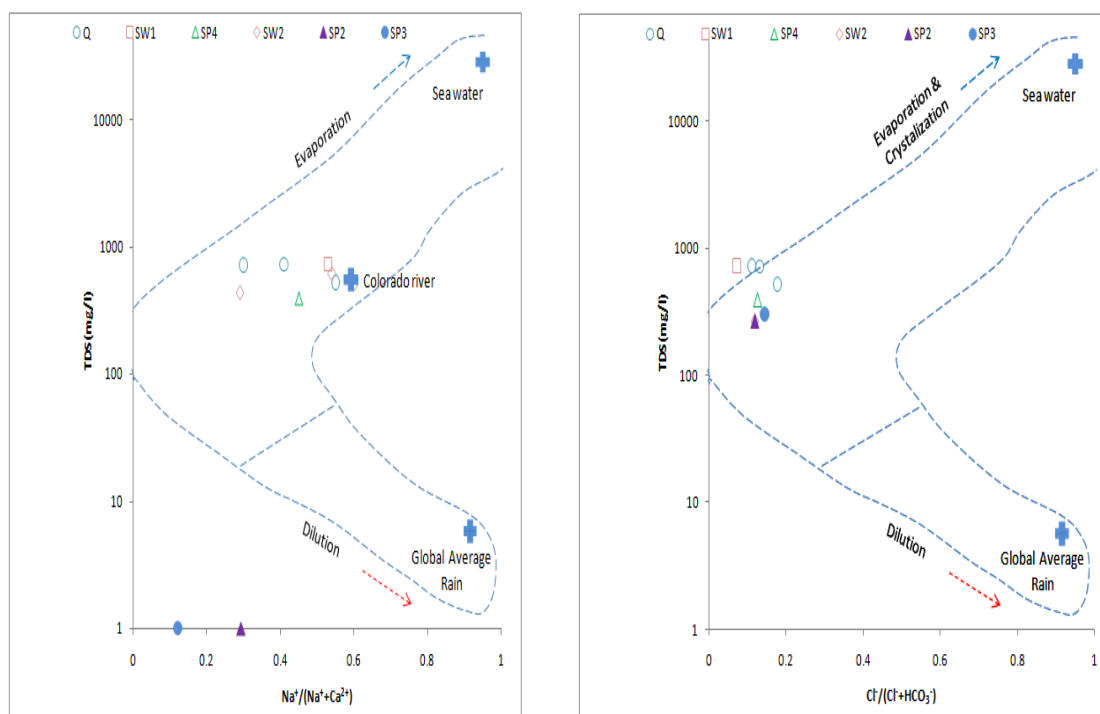 Q SW1 SP4 SW2 SP2 SP3
Sea water
Evaporation
10000
1000
Colorado river
TDS (mg/l)
100
10
Dilution
Global Average
Rain
1
0 0.2 0.4 0.6 0.8 1
Na⁺/(Na⁺+Ca²⁺)
Q SW1 SP4 SW2 SP2 SP3
Sea water
Evaporation &
Crystalization
10000
1000
TDS (mg/l)
100
10
Dilution
Global Average
Rain
1
0 0.2 0.4 0.6 0.8 1
Cl⁻/(Cl⁻+HCO₃⁻)